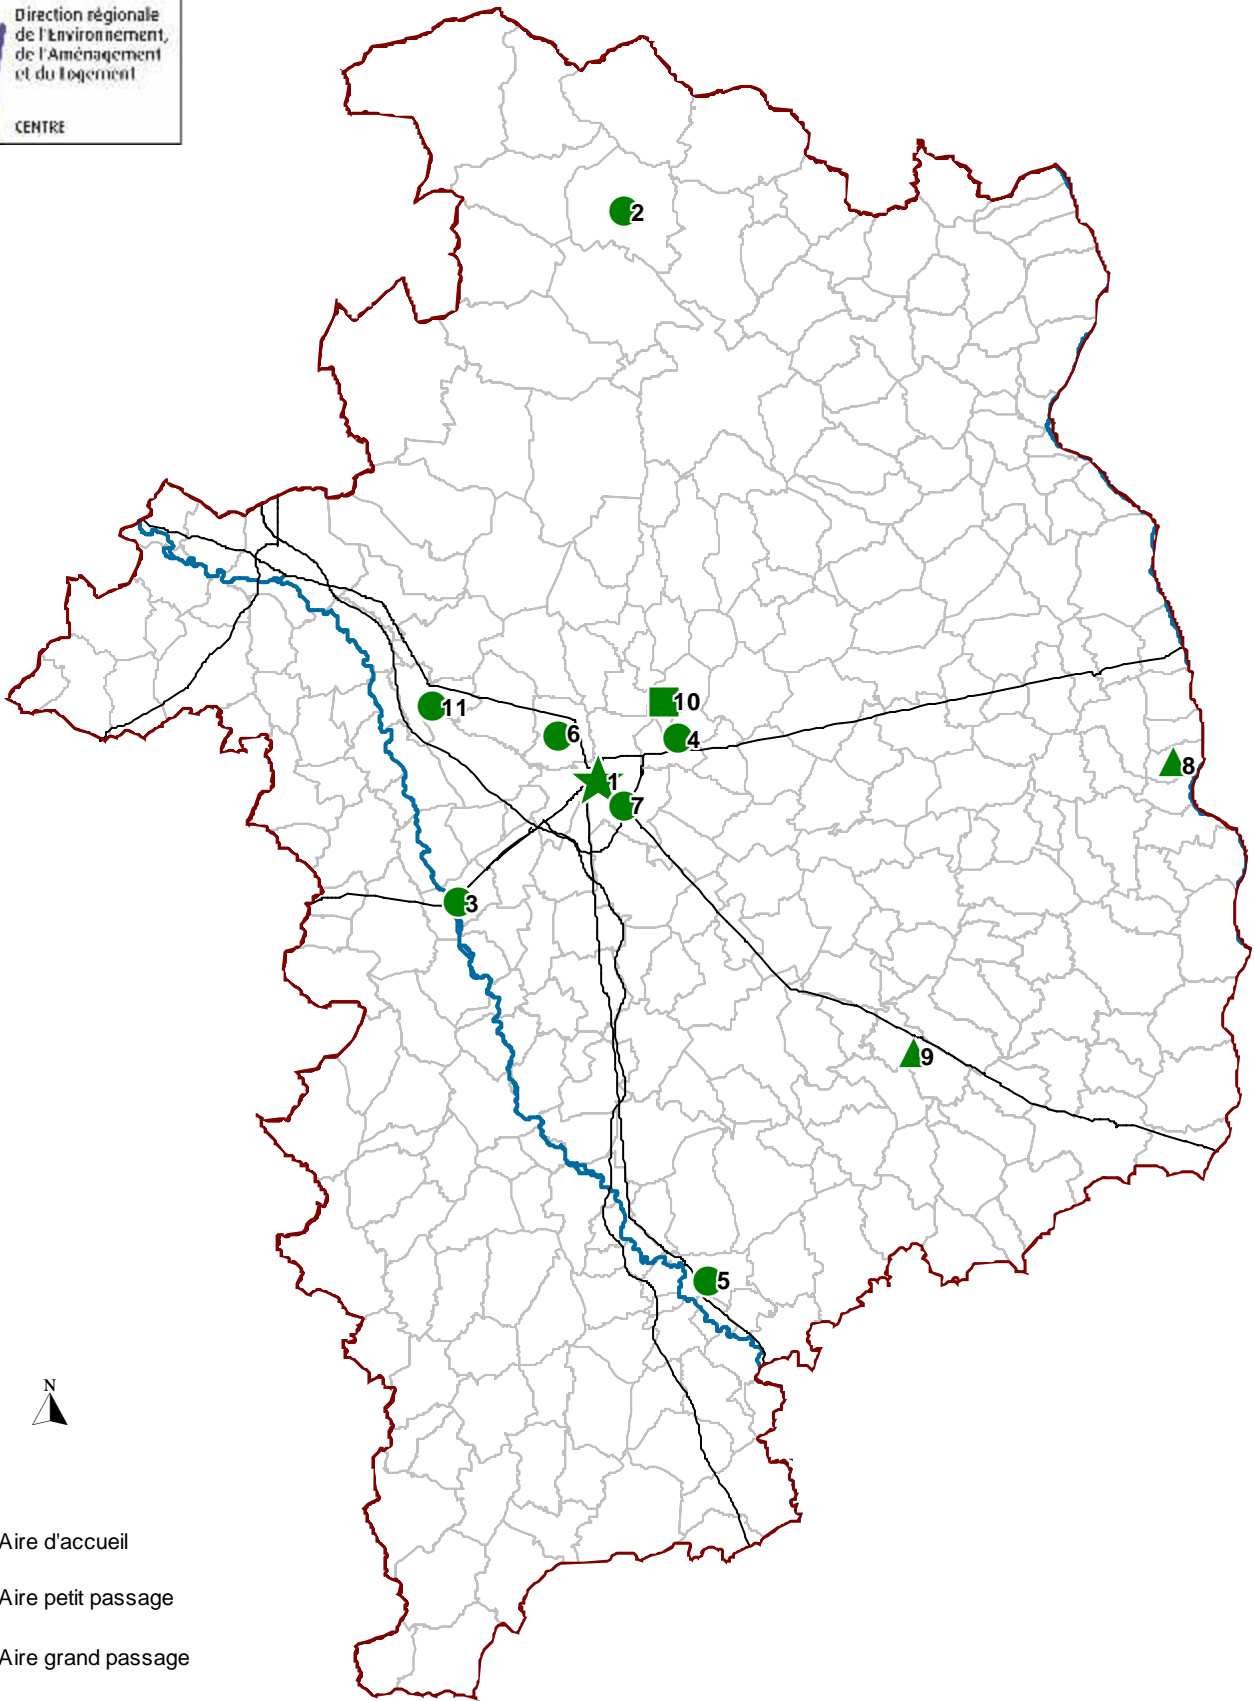 Direction régionale
de l'Environnement,
de l'Aménagement
et du Logement
CENTRE
2
11
10
6
4
1
8
7
3
9
5
N
Aire d'accueil
Aire petit passage
Aire grand passage